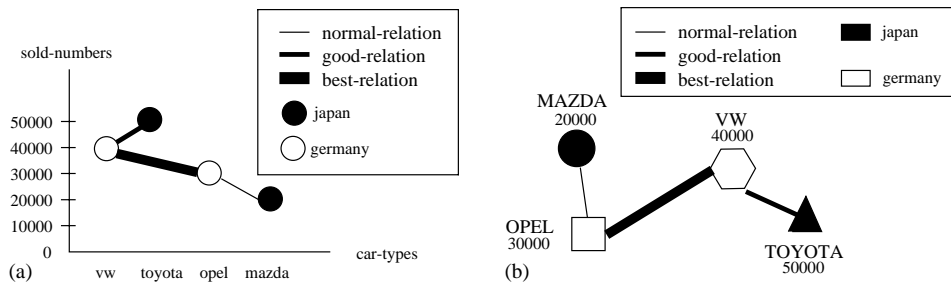 sold-numbers
50000
40000
30000
20000
10000
0
vw toyota opel mazda
car-types
normal-relation
good-relation
best-relation
japan
germany
(a)
normal-relation
good-relation
best-relation
japan
germany
MAZDA
20000
VW
40000
OPEL
30000
TOYOTA
50000
(b)